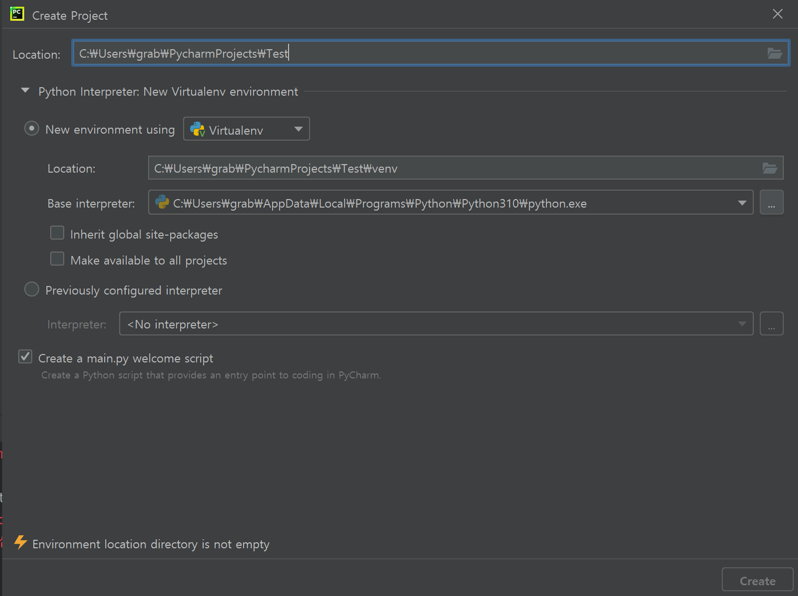 PC
Create Project
Location: C:₩Users₩grab₩PycharmProjects₩Test
Python Interpreter: New Virtualenv environment
New environment using Virtualenv
Location: C:₩Users₩grab₩PycharmProjects₩Test₩venv
Base interpreter: C:₩Users₩grab₩AppData₩Local₩Programs₩Python₩Python310₩python.exe ...
Inherit global site-packages
Make available to all projects
Previously configured interpreter
Interpreter: <No interpreter> ...
Create a main.py welcome script
Create a Python script that provides an entry point to coding in PyCharm.
Environment location directory is not empty
Create